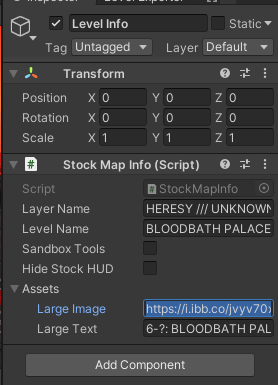 Level Info
Static
Tag Untagged Layer Default
Transform
Position X 0 Y 0 Z 0
Rotation X 0 Y 0 Z 0
Scale X 1 Y 1 Z 1
# Stock Map Info (Script)
Script # StockMapInfo
Layer Name HERESY /// UNKNOWN
Level Name BLOODBATH PALACE
Sandbox Tools
Hide Stock HUD
Assets
Large Image https://i.ibb.co/jvyv70
Large Text 6-?: BLOODBATH PAL
Add Component